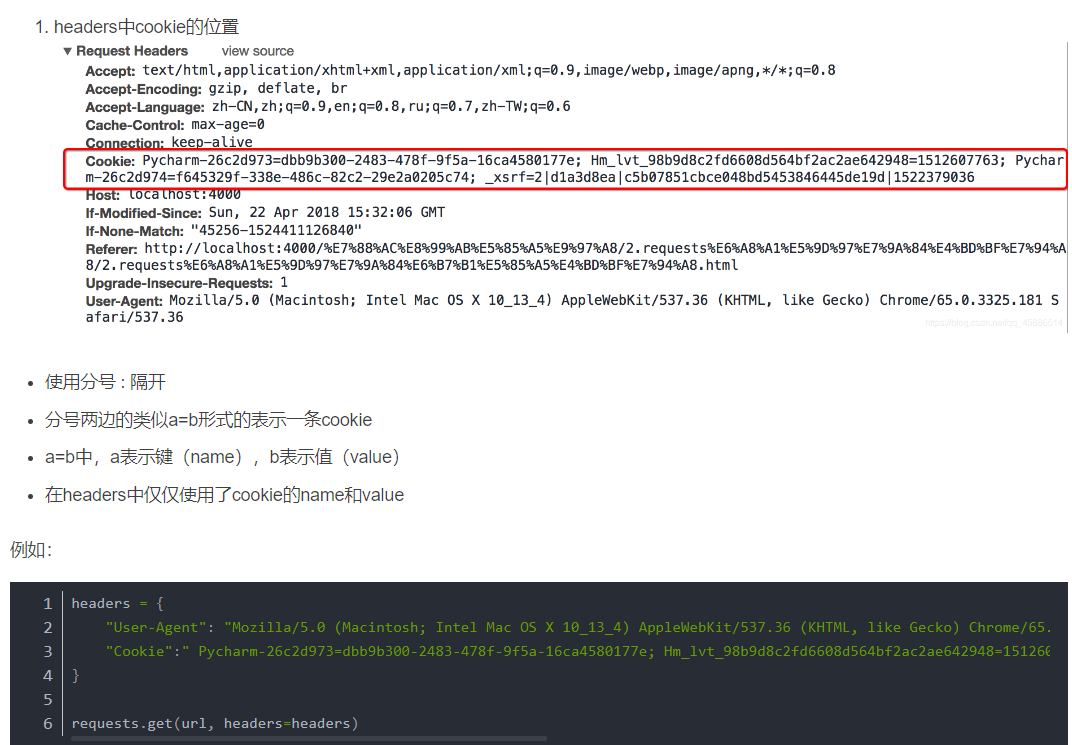 1. headers中cookie的位置
▼ Request Headers view source
Accept: text/html,application/xhtml+xml,application/xml;q=0.9,image/webp,image/apng,*/*;q=0.8
Accept-Encoding: gzip, deflate, br
Accept-Language: zh-CN,zh;q=0.9,en;q=0.8,ru;q=0.7,zh-TW;q=0.6
Cache-Control: max-age=0
Connection: keep-alive
Cookie: Pycharm-26c2d973=dbb9b300-2483-478f-9f5a-16ca4580177e; Hm_lvt_98b9d8c2fd6608d564bf2ac2ae642948=1512607763; Pychar
m-26c2d974=f645329f-338e-486c-82c2-29e2a0205c74; _xsrf=2|d1a3d8ea|c5b07851cbce048bd5453846445de19d|1522379036
Host: localhost:4000
If-Modified-Since: Sun, 22 Apr 2018 15:32:06 GMT
If-None-Match: "45256-1524411126840"
Referer: http://localhost:4000/%E7%88%AC%E8%99%AB%E5%85%A5%E9%97%A8/2.requests%E6%A8%A1%E5%9D%97%E7%9A%84%E4%BD%BF%E7%94%A
8/2.requests%E6%A8%A1%E5%9D%97%E7%9A%84%E6%B7%B1%E5%85%A5%E4%BD%BF%E7%94%A8.html
Upgrade-Insecure-Requests: 1
User-Agent: Mozilla/5.0 (Macintosh; Intel Mac OS X 10_13_4) AppleWebKit/537.36 (KHTML, like Gecko) Chrome/65.0.3325.181 S
afari/537.36
https://blog.csdn.net/qq_45886514
• 使用分号 : 隔开
• 分号两边的类似a=b形式的表示一条cookie
• a=b中，a表示键（name），b表示值（value）
• 在headers中仅仅使用了cookie的name和value
例如：
1 headers = {
2 "User-Agent": "Mozilla/5.0 (Macintosh; Intel Mac OS X 10_13_4) AppleWebKit/537.36 (KHTML, like Gecko) Chrome/65.
3 "Cookie":" Pycharm-26c2d973=dbb9b300-2483-478f-9f5a-16ca4580177e; Hm_lvt_98b9d8c2fd6608d564bf2ac2ae642948=151260
4 }
5
6 requests.get(url, headers=headers)